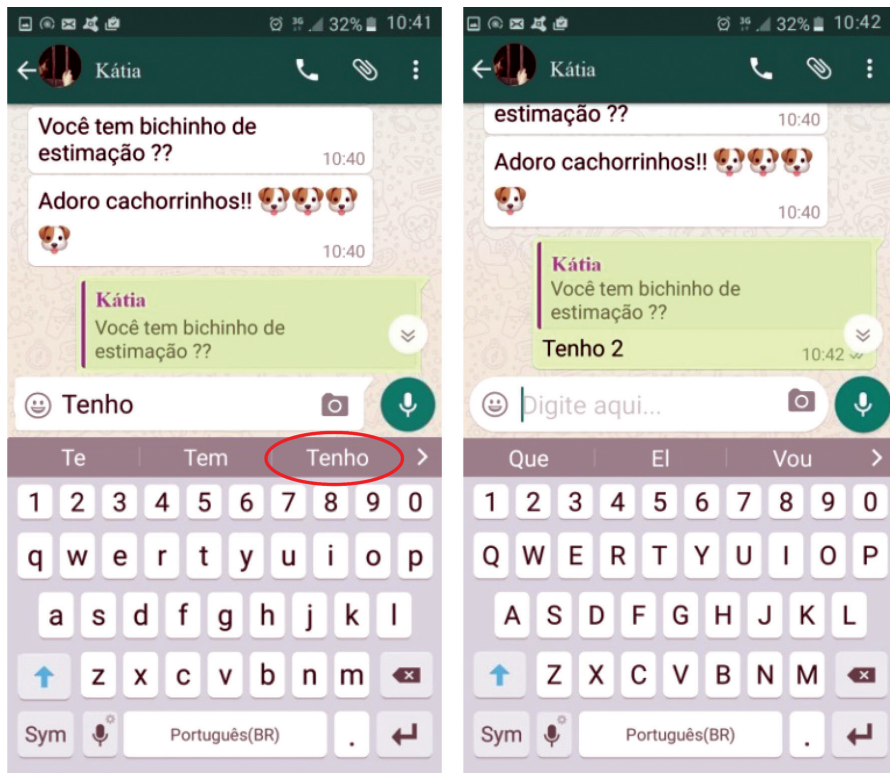 3G 32% 10:41
Kátia
Você tem bichinho de
estimação ??
10:40
Adoro cachorrinhos!!
10:40
Kátia
Você tem bichinho de
estimação ??
Tenho
Te Tem Tenho >
1 2 3 4 5 6 7 8 9 0
q w e r t y u i o p
a s d f g h j k l
z x c v b n m
Sym Português(BR) .
3G 32% 10:42
Kátia
estimação ??
10:40
Adoro cachorrinhos!!
10:40
Kátia
Você tem bichinho de
estimação ??
Tenho 2
10:42
Digite aqui...
Que El Vou >
1 2 3 4 5 6 7 8 9 0
Q W E R T Y U I O P
A S D F G H J K L
Z X C V B N M
Sym Português(BR) .